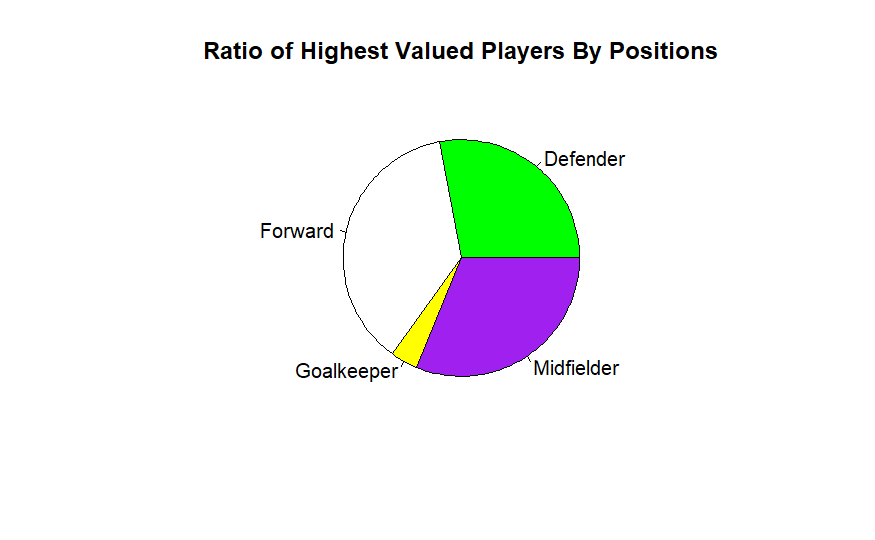 Ratio of Highest Valued Players By Positions
Defender
Forward
Goalkeeper
Midfielder